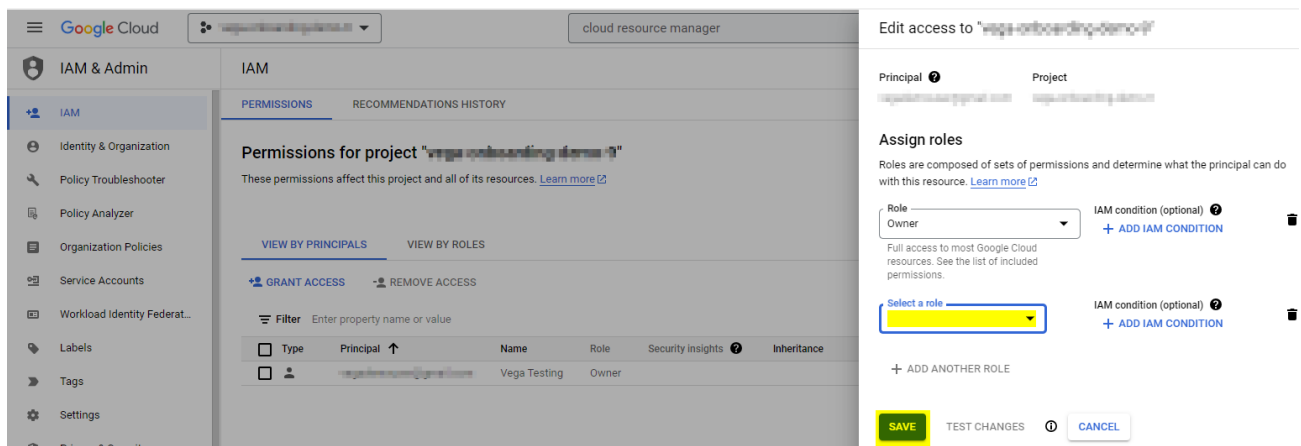 Google Cloud
cloud resource manager
IAM & Admin
IAM
Identity & Organization
Policy Troubleshooter
Policy Analyzer
Organization Policies
Service Accounts
Workload Identity Federat...
Labels
Tags
Settings
IAM
PERMISSIONS
RECOMMENDATIONS HISTORY
Permissions for project "
These permissions affect this project and all of its resources. Learn more
VIEW BY PRINCIPALS
VIEW BY ROLES
GRANT ACCESS
REMOVE ACCESS
Filter Enter property name or value
Type Principal Name Role Security insights Inheritance
Vega Testing Owner
Edit access to "
Principal Project
Assign roles
Roles are composed of sets of permissions and determine what the principal can do
with this resource. Learn more
Role
Owner
IAM condition (optional)
+ ADD IAM CONDITION
Full access to most Google Cloud
resources. See the list of included
permissions.
Select a role
IAM condition (optional)
+ ADD IAM CONDITION
+ ADD ANOTHER ROLE
SAVE TEST CHANGES CANCEL